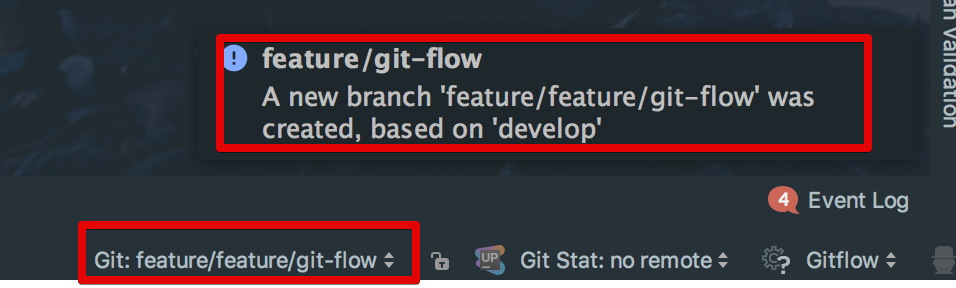 feature/git-flow
A new branch 'feature/feature/git-flow' was
created, based on 'develop'
an Validation
4 Event Log
Git: feature/feature/git-flow UP Git Stat: no remote ? Gitflow